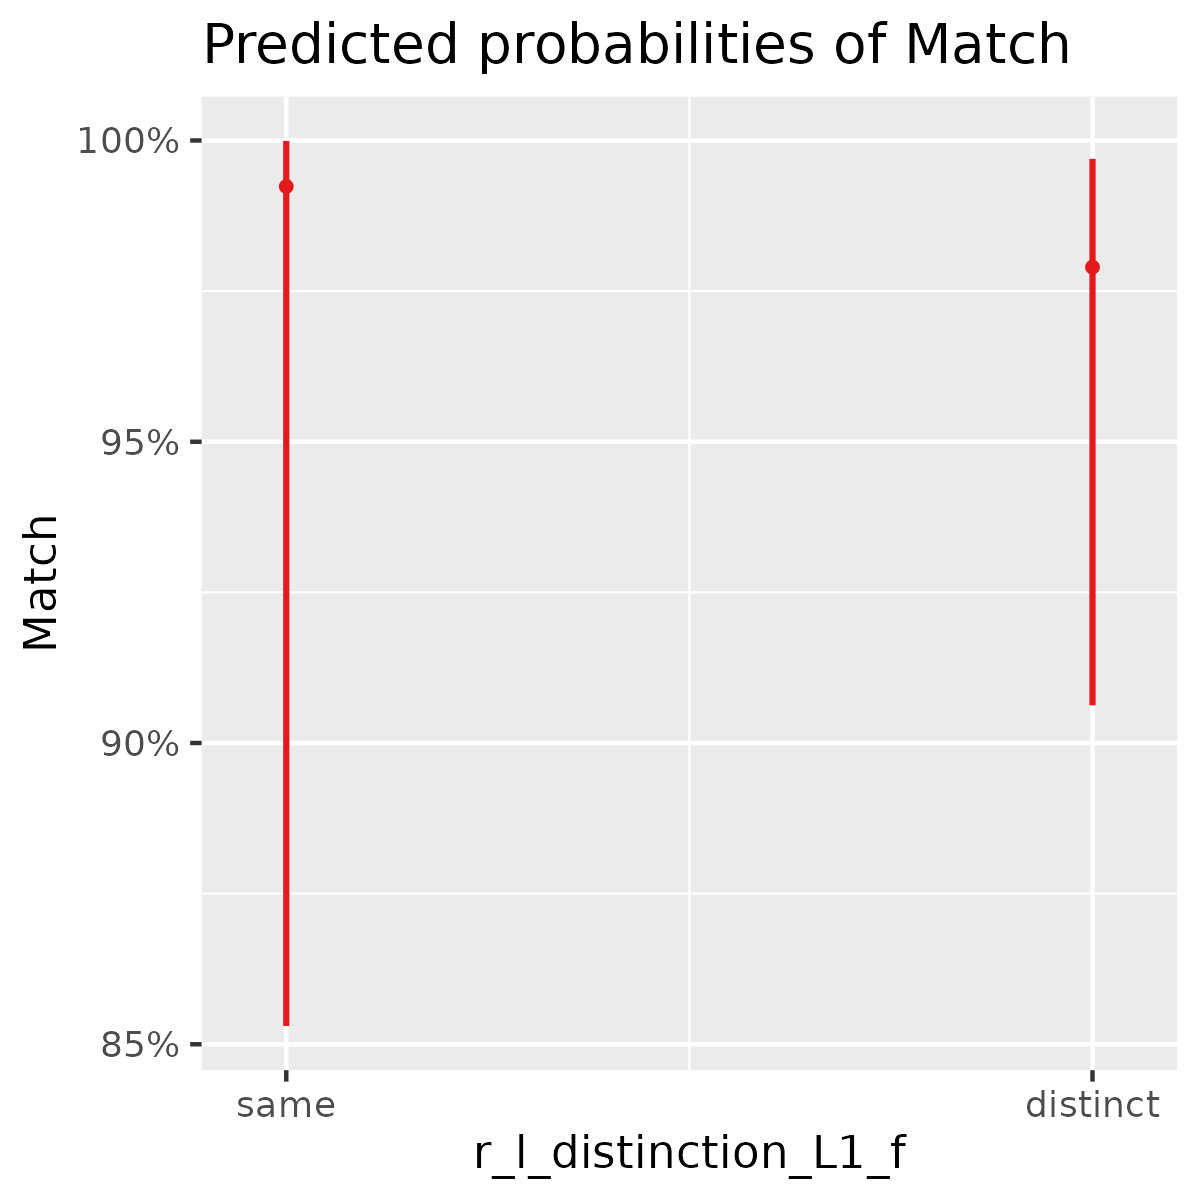 Predicted probabilities of Match
100%
95%
90%
85%
Match
same
distinct
r_l_distinction_L1_f